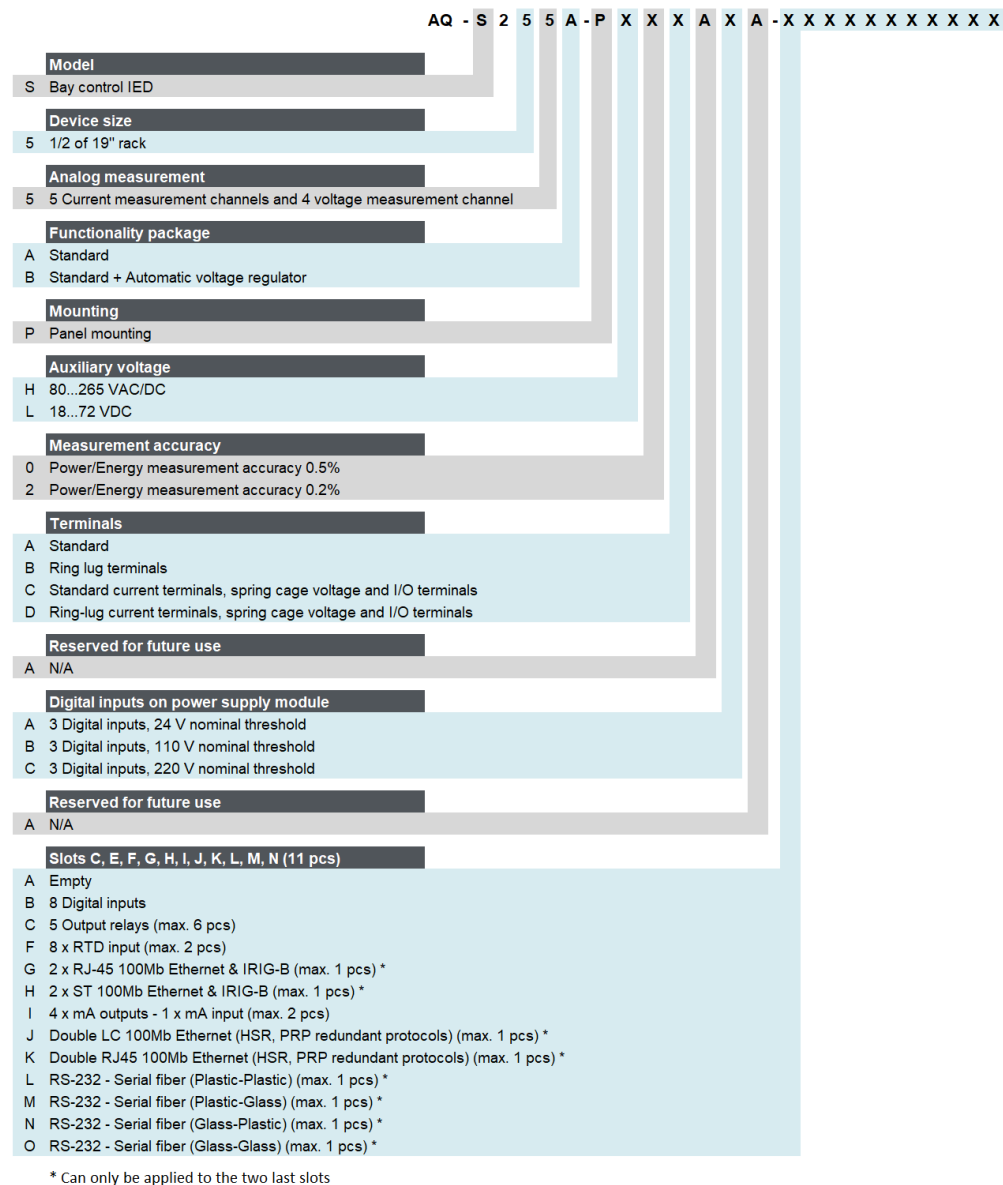 AQ - S 2 5 5 A - P X X X A X A - X X X X X X X X X X X
Model
S Bay control IED
Device size
5 1/2 of 19" rack
Analog measurement
5 5 Current measurement channels and 4 voltage measurement channel
Functionality package
A Standard
B Standard + Automatic voltage regulator
Mounting
P Panel mounting
Auxiliary voltage
H 80...265 VAC/DC
L 18...72 VDC
Measurement accuracy
0 Power/Energy measurement accuracy 0.5%
2 Power/Energy measurement accuracy 0.2%
Terminals
A Standard
B Ring lug terminals
C Standard current terminals, spring cage voltage and I/O terminals
D Ring-lug current terminals, spring cage voltage and I/O terminals
Reserved for future use
A N/A
Digital inputs on power supply module
A 3 Digital inputs, 24 V nominal threshold
B 3 Digital inputs, 110 V nominal threshold
C 3 Digital inputs, 220 V nominal threshold
Reserved for future use
A N/A
Slots C, E, F, G, H, I, J, K, L, M, N (11 pcs)
A Empty
B 8 Digital inputs
C 5 Output relays (max. 6 pcs)
F 8 x RTD input (max. 2 pcs)
G 2 x RJ-45 100Mb Ethernet & IRIG-B (max. 1 pcs) *
H 2 x ST 100Mb Ethernet & IRIG-B (max. 1 pcs) *
I 4 x mA outputs - 1 x mA input (max. 2 pcs)
J Double LC 100Mb Ethernet (HSR, PRP redundant protocols) (max. 1 pcs) *
K Double RJ45 100Mb Ethernet (HSR, PRP redundant protocols) (max. 1 pcs) *
L RS-232 - Serial fiber (Plastic-Plastic) (max. 1 pcs) *
M RS-232 - Serial fiber (Plastic-Glass) (max. 1 pcs) *
N RS-232 - Serial fiber (Glass-Plastic) (max. 1 pcs) *
O RS-232 - Serial fiber (Glass-Glass) (max. 1 pcs) *
* Can only be applied to the two last slots